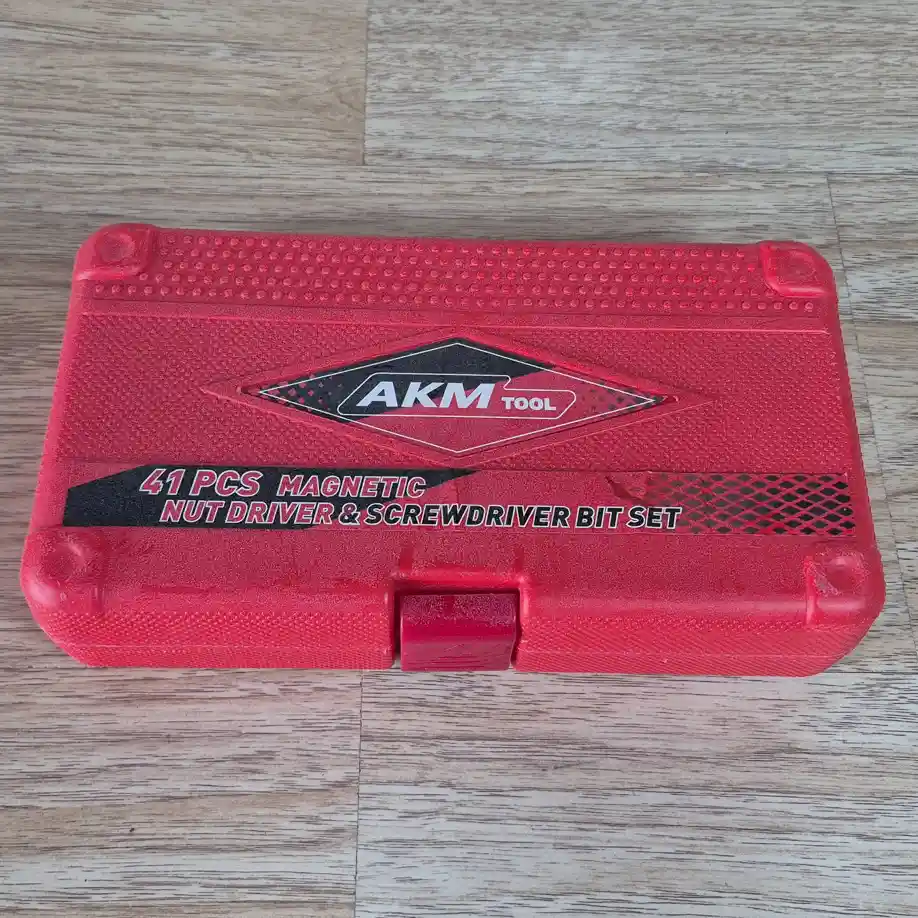 AKM TOOL
41 PCS MAGNETIC
NUT DRIVER & SCREWDRIVER BIT SET